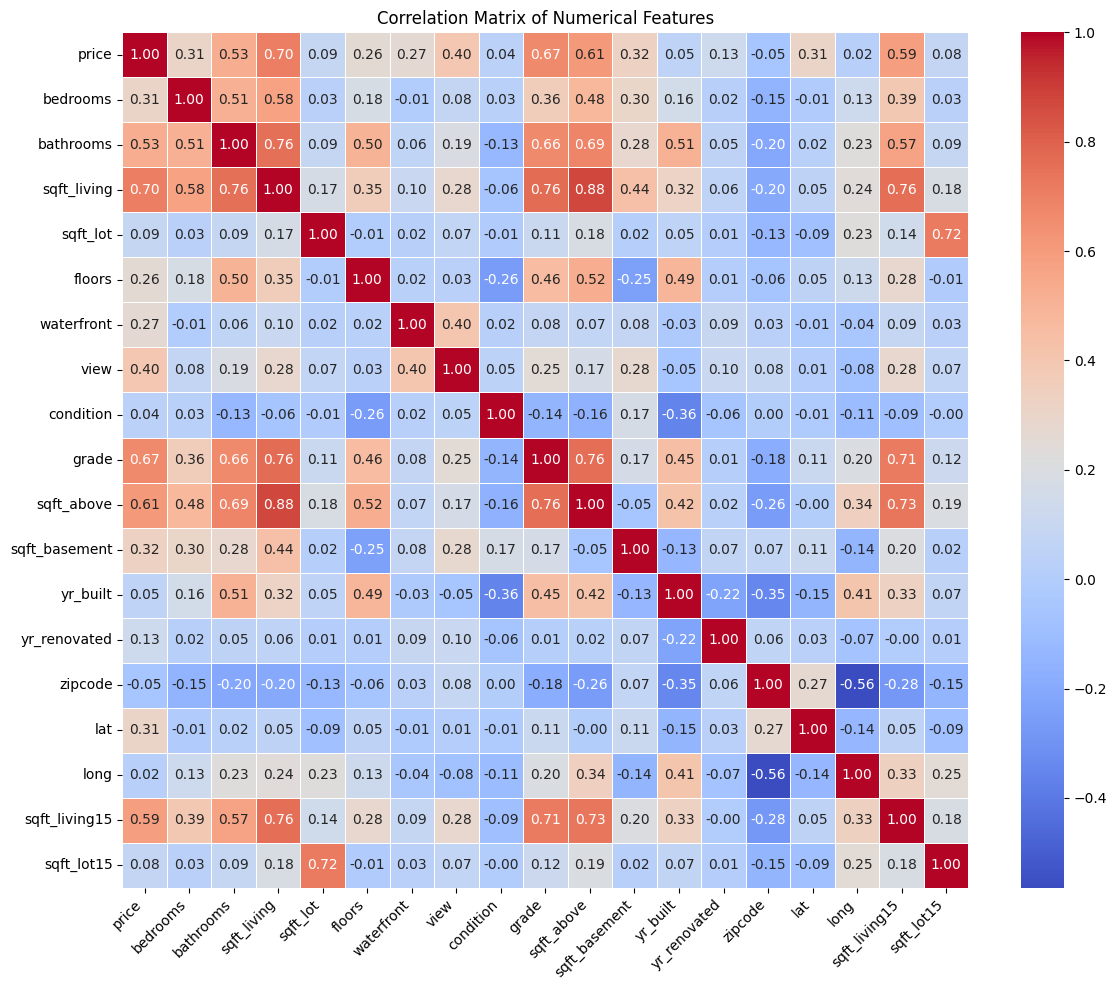 Correlation Matrix of Numerical Features
price 1.00 0.31 0.53 0.70 0.09 0.26 0.27 0.40 0.04 0.67 0.61 0.32 0.05 0.13 -0.05 0.31 0.02 0.59 0.08
bedrooms 0.31 1.00 0.51 0.58 0.03 0.18 -0.01 0.08 0.03 0.36 0.48 0.30 0.16 0.02 -0.15 -0.01 0.13 0.39 0.03
bathrooms 0.53 0.51 1.00 0.76 0.09 0.50 0.06 0.19 -0.13 0.66 0.69 0.28 0.51 0.05 -0.20 0.02 0.23 0.57 0.09
sqft_living 0.70 0.58 0.76 1.00 0.17 0.35 0.10 0.28 -0.06 0.76 0.88 0.44 0.32 0.06 -0.20 0.05 0.24 0.76 0.18
sqft_lot 0.09 0.03 0.09 0.17 1.00 -0.01 0.02 0.07 -0.01 0.11 0.18 0.02 0.05 0.01 -0.13 -0.09 0.23 0.14 0.72
floors 0.26 0.18 0.50 0.35 -0.01 1.00 0.02 0.03 -0.26 0.46 0.52 -0.25 0.49 0.01 -0.06 0.05 0.13 0.28 -0.01
waterfront 0.27 -0.01 0.06 0.10 0.02 0.02 1.00 0.40 0.02 0.08 0.07 0.08 -0.03 0.09 0.03 -0.01 -0.04 0.09 0.03
view 0.40 0.08 0.19 0.28 0.07 0.03 0.40 1.00 0.05 0.25 0.17 0.28 -0.05 0.10 0.08 0.01 -0.08 0.28 0.07
condition 0.04 0.03 -0.13 -0.06 -0.01 -0.26 0.02 0.05 1.00 -0.14 -0.16 0.17 -0.36 -0.06 0.00 -0.01 -0.11 -0.09 -0.00
grade 0.67 0.36 0.66 0.76 0.11 0.46 0.08 0.25 -0.14 1.00 0.76 0.17 0.45 0.01 -0.18 0.11 0.20 0.71 0.12
sqft_above 0.61 0.48 0.69 0.88 0.18 0.52 0.07 0.17 -0.16 0.76 1.00 -0.05 0.42 0.02 -0.26 -0.00 0.34 0.73 0.19
sqft_basement 0.32 0.30 0.28 0.44 0.02 -0.25 0.08 0.28 0.17 0.17 -0.05 1.00 -0.13 0.07 0.07 0.11 -0.14 0.20 0.02
yr_built 0.05 0.16 0.51 0.32 0.05 0.49 -0.03 -0.05 -0.36 0.45 0.42 -0.13 1.00 -0.22 -0.35 -0.15 0.41 0.33 0.07
yr_renovated 0.13 0.02 0.05 0.06 0.01 0.01 0.09 0.10 -0.06 0.01 0.02 0.07 -0.22 1.00 0.06 0.03 -0.07 -0.00 0.01
zipcode -0.05 -0.15 -0.20 -0.20 -0.13 -0.06 0.03 0.08 0.00 -0.18 -0.26 0.07 -0.35 0.06 1.00 0.27 -0.56 -0.28 -0.15
lat 0.31 -0.01 0.02 0.05 -0.09 0.05 -0.01 0.01 -0.01 0.11 -0.00 0.11 -0.15 0.03 0.27 1.00 -0.14 0.05 -0.09
long 0.02 0.13 0.23 0.24 0.23 0.13 -0.04 -0.08 -0.11 0.20 0.34 -0.14 0.41 -0.07 -0.56 -0.14 1.00 0.33 0.25
sqft_living15 0.59 0.39 0.57 0.76 0.14 0.28 0.09 0.28 -0.09 0.71 0.73 0.20 0.33 -0.00 -0.28 0.05 0.33 1.00 0.18
sqft_lot15 0.08 0.03 0.09 0.18 0.72 -0.01 0.03 0.07 -0.00 0.12 0.19 0.02 0.07 0.01 -0.15 -0.09 0.25 0.18 1.00
price bedrooms bathrooms sqft_living sqft_lot floors waterfront view condition grade sqft_above sqft_basement yr_built yr_renovated zipcode lat long sqft_living15 sqft_lot15
1.0
0.8
0.6
0.4
0.2
0.0
−0.2
−0.4